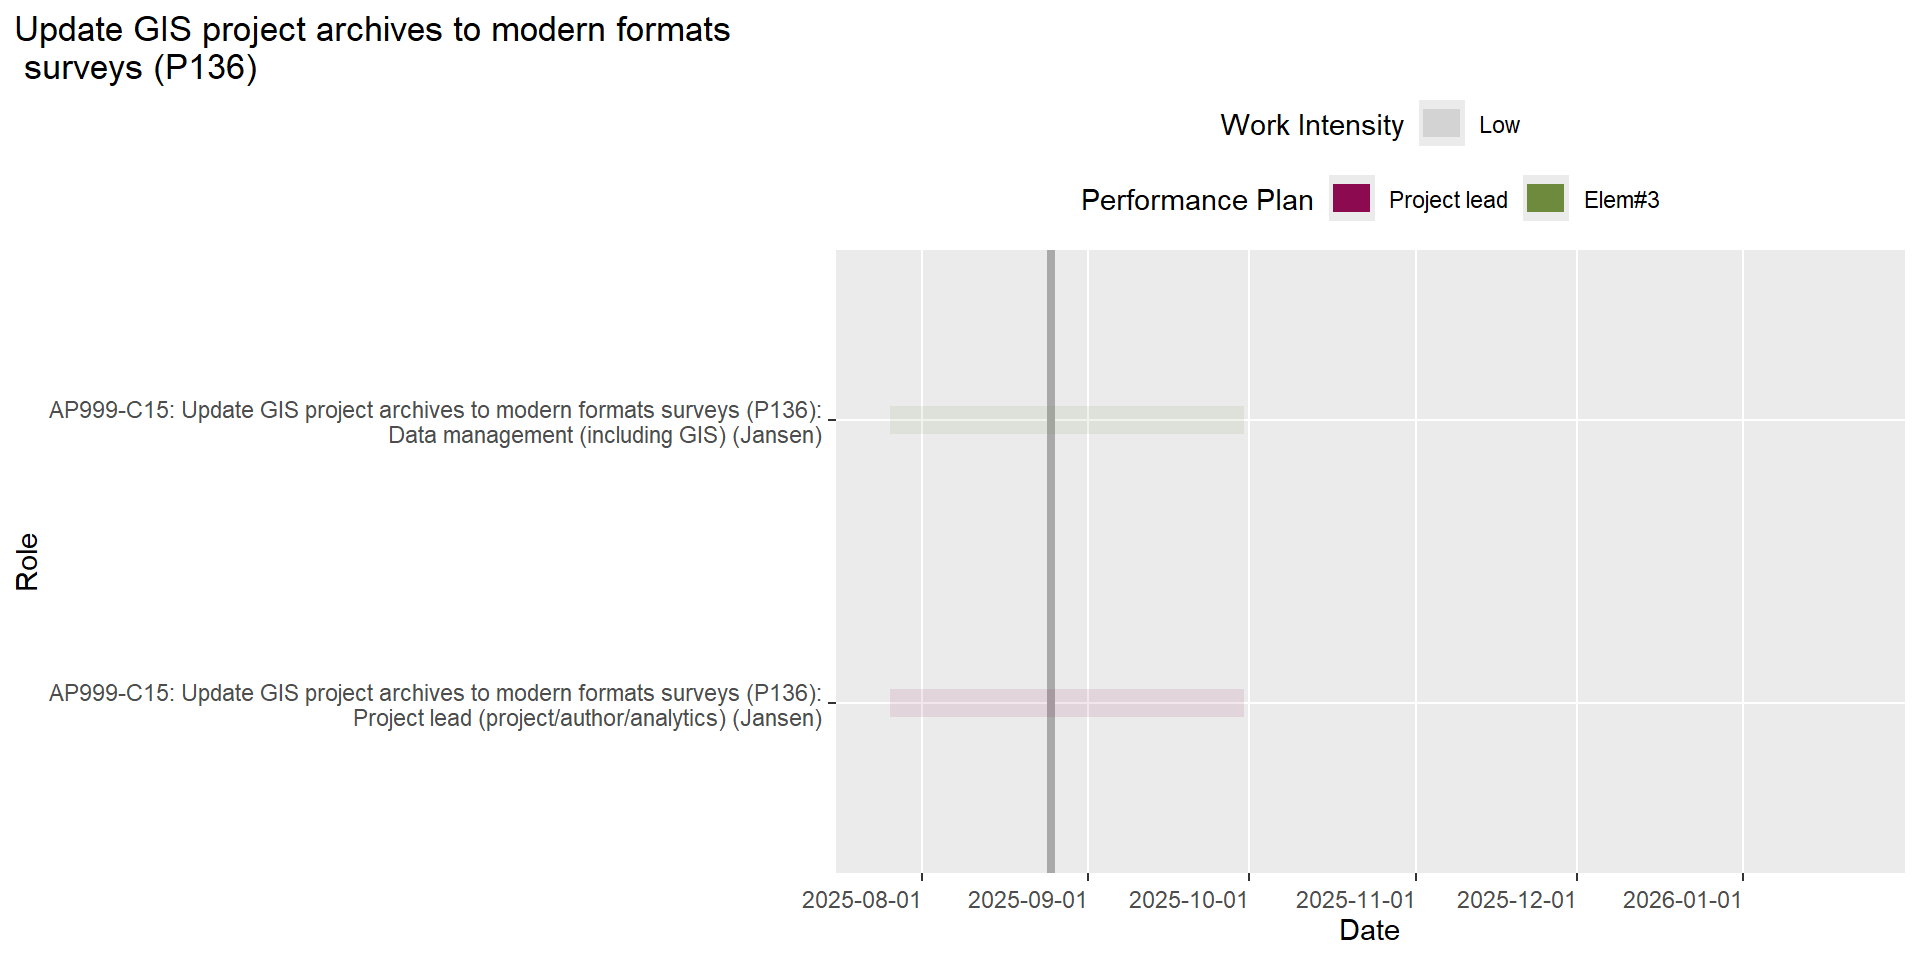 Update GIS project archives to modern formats
surveys (P136)
Work Intensity Low
Performance Plan Project lead Elem#3
AP999-C15: Update GIS project archives to modern formats surveys (P136):
Data management (including GIS) (Jansen)
Role
AP999-C15: Update GIS project archives to modern formats surveys (P136):
Project lead (project/author/analytics) (Jansen)
2025-08-01 2025-09-01 2025-10-01 2025-11-01 2025-12-01 2026-01-01
Date